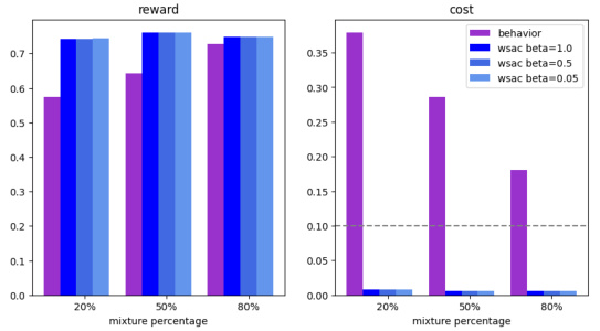 reward
0.7
0.6
0.5
0.4
0.3
0.2
0.1
0.0
20%
50%
80%
mixture percentage
cost
behavior
wsac beta=1.0
wsac beta=0.5
wsac beta=0.05
0.35
0.30
0.25
0.20
0.15
0.10
0.05
0.00
20%
50%
80%
mixture percentage